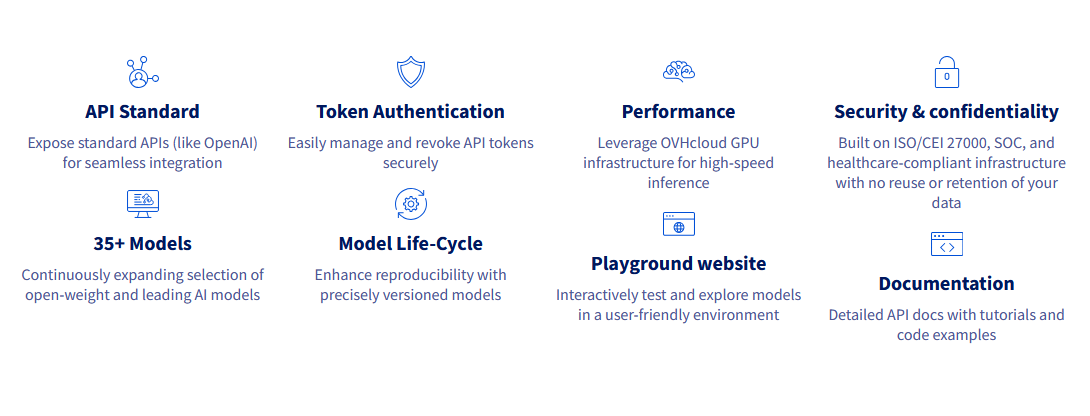 API Standard
Expose standard APIs (like OpenAI)
for seamless integration
Token Authentication
Easily manage and revoke API tokens
securely
Performance
Leverage OVHcloud GPU
infrastructure for high-speed
inference
Security & confidentiality
Built on ISO/CEI 27000, SOC, and
healthcare-compliant infrastructure
with no reuse or retention of your
data
35+ Models
Continuously expanding selection of
open-weight and leading AI models
Model Life-Cycle
Enhance reproducibility with
precisely versioned models
Playground website
Interactively test and explore models
in a user-friendly environment
Documentation
Detailed API docs with tutorials and
code examples